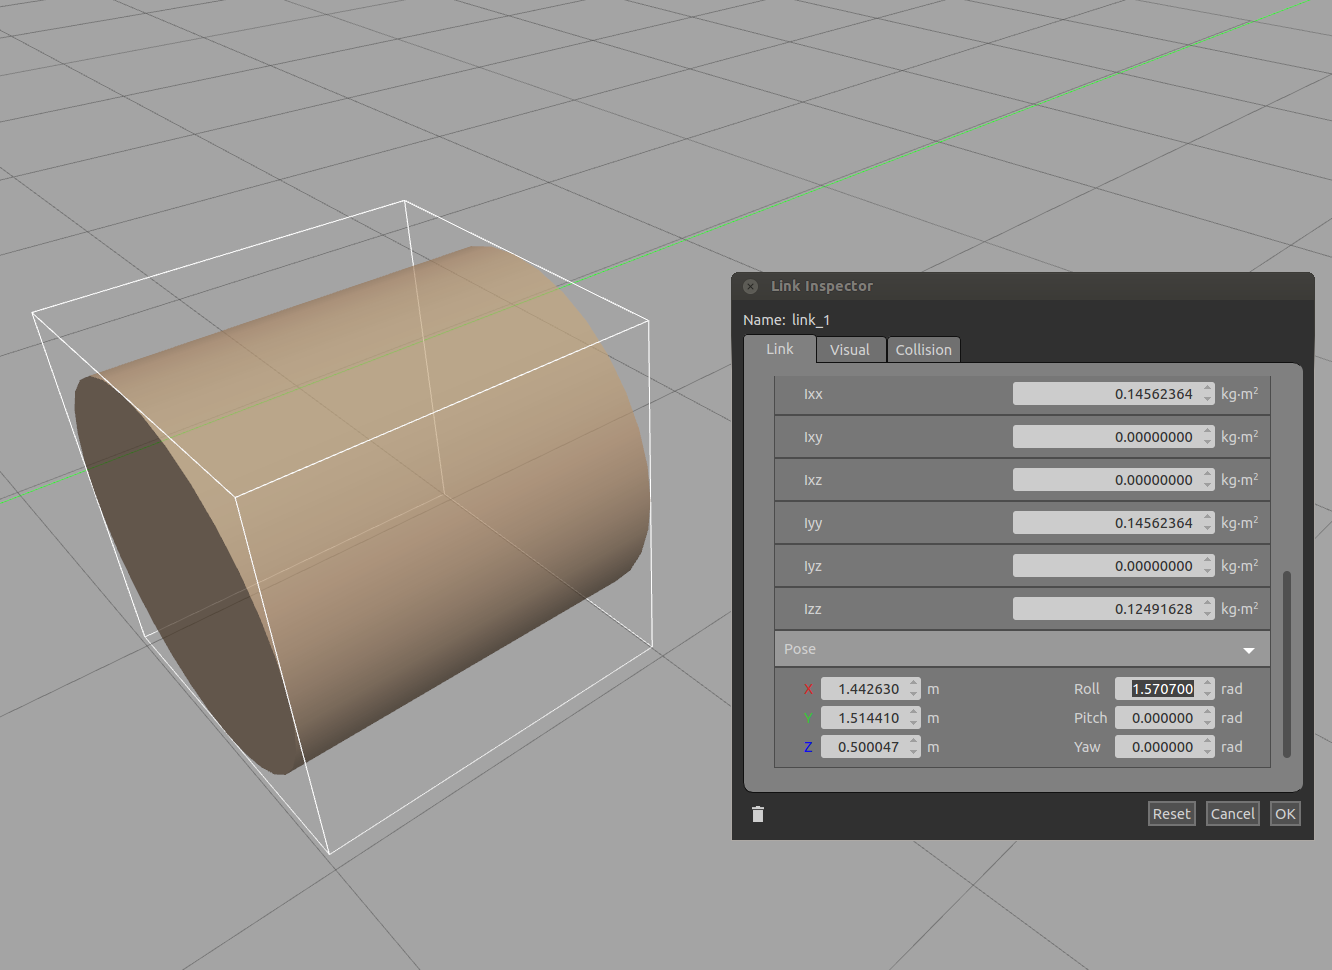 Link Inspector
Name: link_1
Link Visual Collision
Ixx 0.14562364 kg·m²
Ixy 0.00000000 kg·m²
Ixz 0.00000000 kg·m²
Iyy 0.14562364 kg·m²
Iyz 0.00000000 kg·m²
Izz 0.12491628 kg·m²
Pose
X 1.442630 m Roll 1.570700 rad
Y 1.514410 m Pitch 0.000000 rad
Z 0.500047 m Yaw 0.000000 rad
Reset Cancel OK